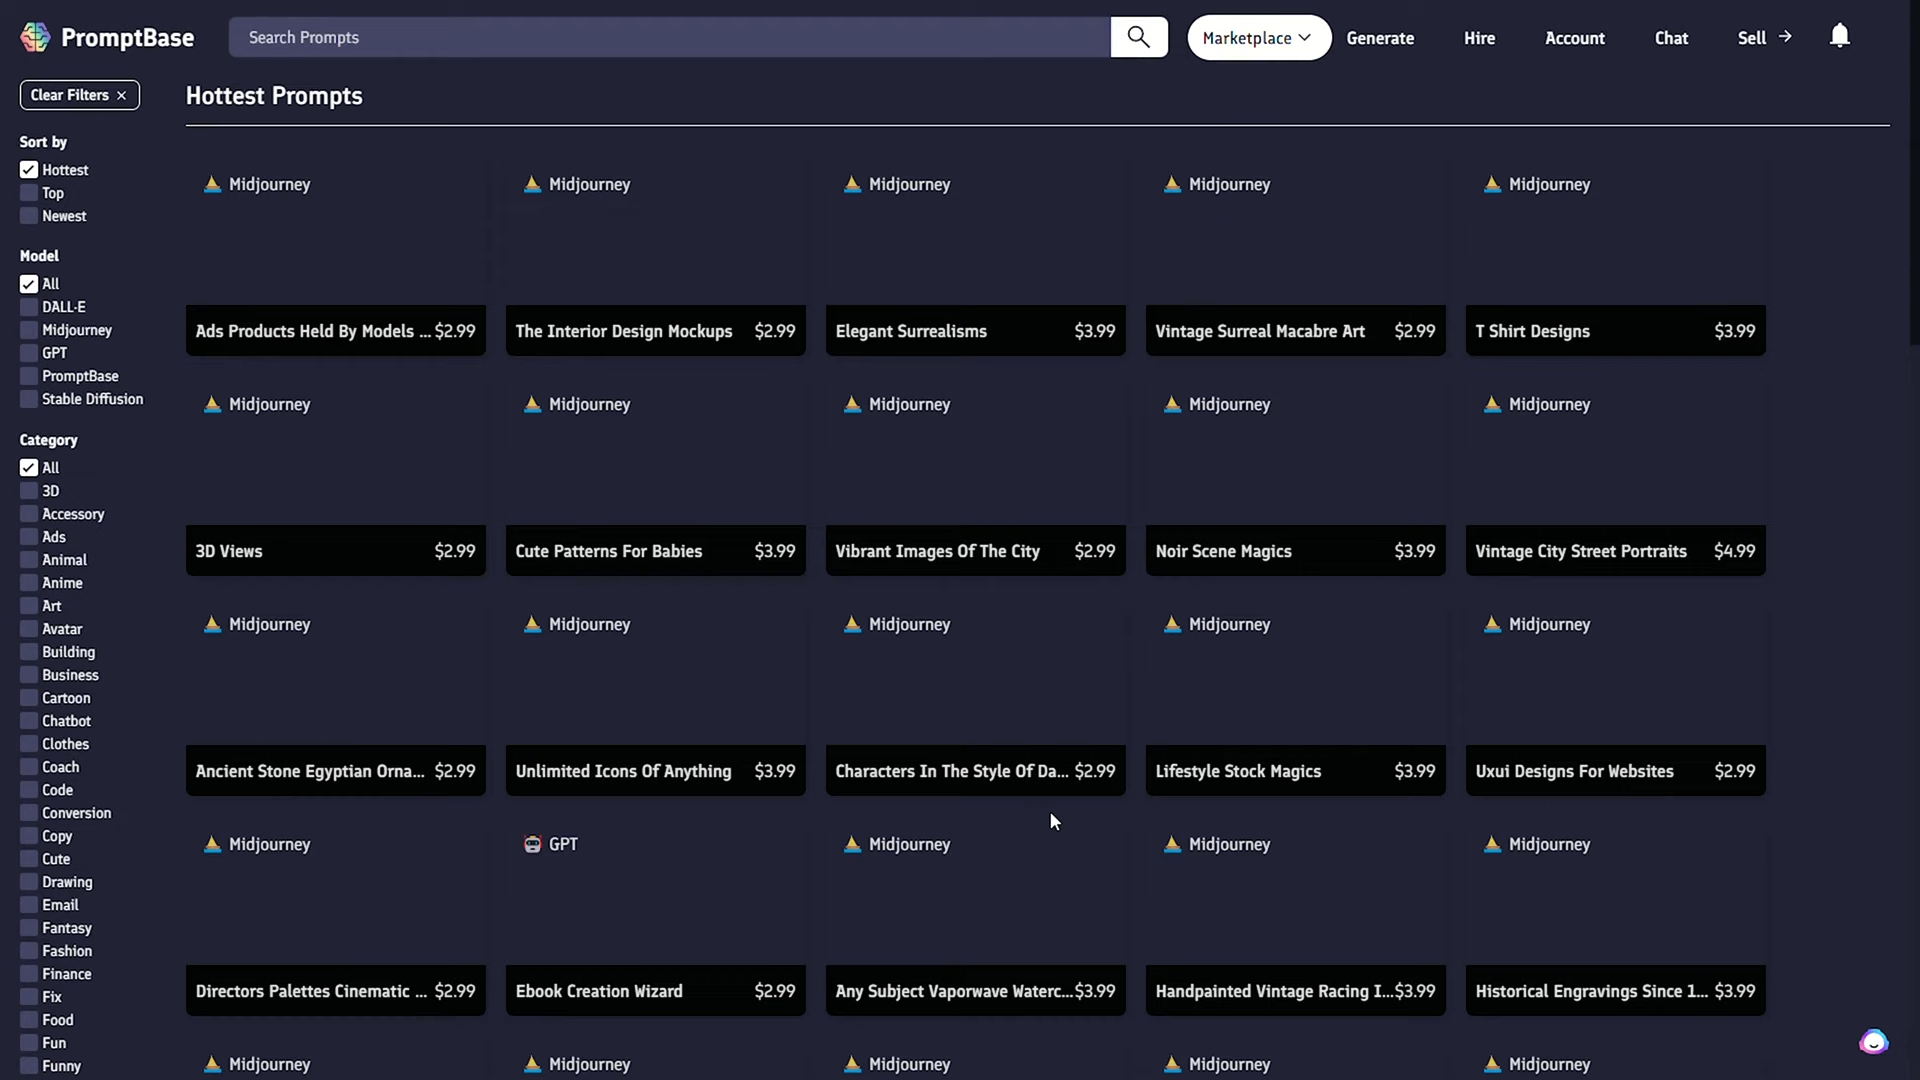 PromptBase
Search Prompts
Marketplace
Generate
Hire
Account
Chat
Sell
Clear Filters
Hottest Prompts
Sort by
Hottest
Top
Newest
Model
All
DALL·E
Midjourney
GPT
PromptBase
Stable Diffusion
Category
All
3D
Accessory
Ads
Animal
Anime
Art
Avatar
Building
Business
Cartoon
Chatbot
Clothes
Coach
Code
Conversion
Copy
Cute
Drawing
Email
Fantasy
Fashion
Finance
Fix
Food
Fun
Funny
Midjourney
Ads Products Held By Models ... $2.99
Midjourney
The Interior Design Mockups $2.99
Midjourney
Elegant Surrealisms $3.99
Midjourney
Vintage Surreal Macabre Art $2.99
Midjourney
T Shirt Designs $3.99
Midjourney
3D Views $2.99
Midjourney
Cute Patterns For Babies $3.99
Midjourney
Vibrant Images Of The City $2.99
Midjourney
Noir Scene Magics $3.99
Midjourney
Vintage City Street Portraits $4.99
Midjourney
Ancient Stone Egyptian Orna... $2.99
Midjourney
Unlimited Icons Of Anything $3.99
Midjourney
Characters In The Style Of Da... $2.99
Midjourney
Lifestyle Stock Magics $3.99
Midjourney
Uxui Designs For Websites $2.99
Midjourney
Directors Palettes Cinematic ... $2.99
GPT
Ebook Creation Wizard $2.99
Midjourney
Any Subject Vaporwave Waterc... $3.99
Midjourney
Handpainted Vintage Racing I... $3.99
Midjourney
Historical Engravings Since 1... $3.99
Midjourney
Midjourney
Midjourney
Midjourney
Midjourney